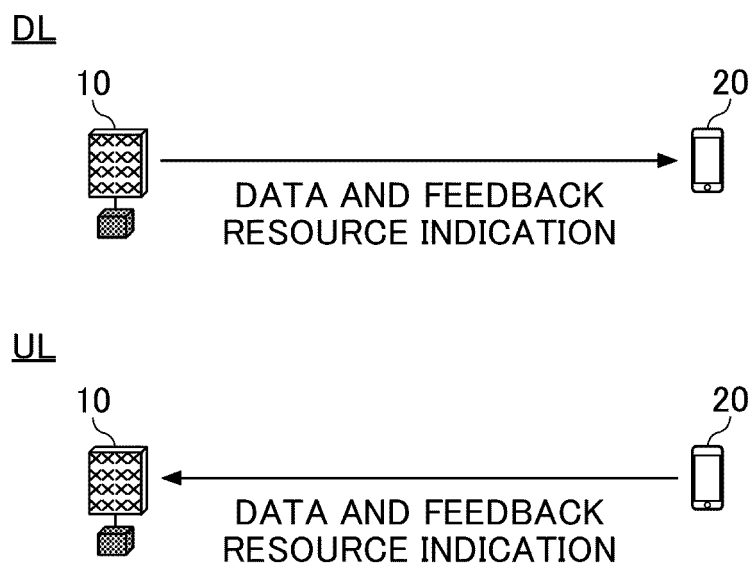 DL
10
20
DATA AND FEEDBACK
RESOURCE INDICATION
UL
10
20
DATA AND FEEDBACK
RESOURCE INDICATION